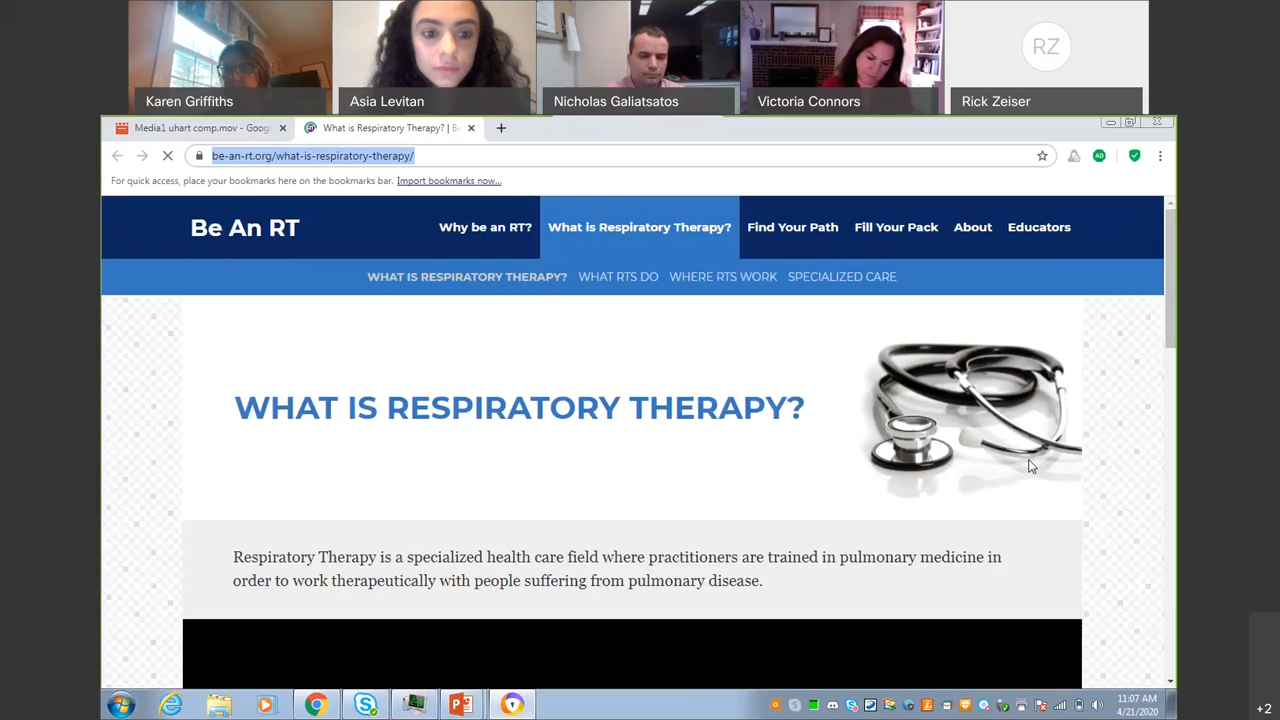 RZ
Karen Griffiths
Asia Levitan
Nicholas Galiatsatos
Victoria Connors
Rick Zeiser
Media1 uhart comp.mov - Googl
What is Respiratory Therapy? | Be
be-an-rt.org/what-is-respiratory-therapy/
For quick access, place your bookmarks here on the bookmarks bar. Import bookmarks now...
Be An RT
Why be an RT?
What is Respiratory Therapy?
Find Your Path
Fill Your Pack
About
Educators
WHAT IS RESPIRATORY THERAPY?
WHAT RTS DO
WHERE RTS WORK
SPECIALIZED CARE
WHAT IS RESPIRATORY THERAPY?
Respiratory Therapy is a specialized health care field where practitioners are trained in pulmonary medicine in
order to work therapeutically with people suffering from pulmonary disease.
11:07 AM
4/21/2020
+2